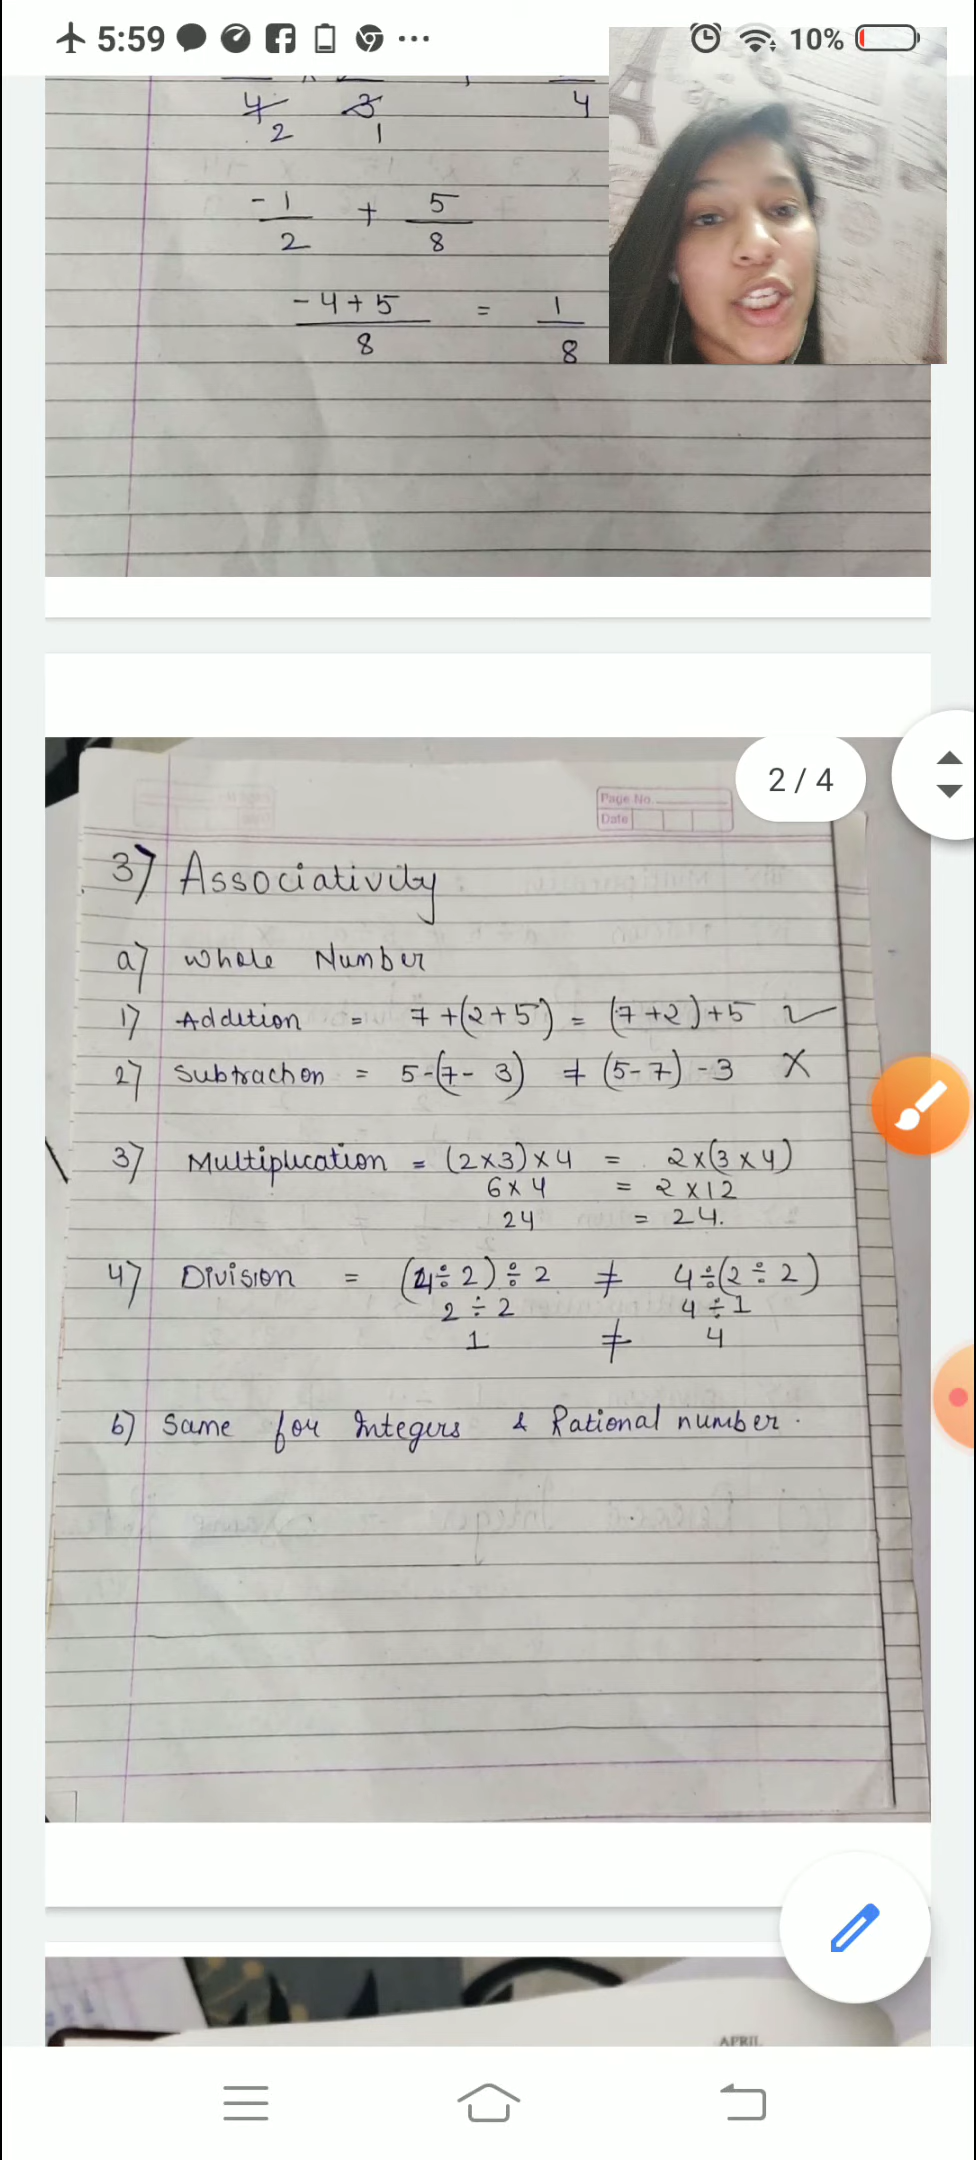 5:59 10%
4 3 4
2 1
-1/2 + 5/8
-4+5/8 = 1/8
2 / 4
Page No.
Date
3) Associativity
a) Whole Number
1) Addition = 7+(2+5) = (7+2)+5 ✓
2) Subtraction = 5-(7-3) ≠ (5-7)-3 X
3) Multiplication = (2x3)x4 = 2x(3x4)
6x4 = 2x12
24 = 24.
4) Division = (4÷2)÷2 ≠ 4÷(2÷2)
2÷2 4÷1
1 ≠ 4
b) Same for Integers & Rational number.
APRIL